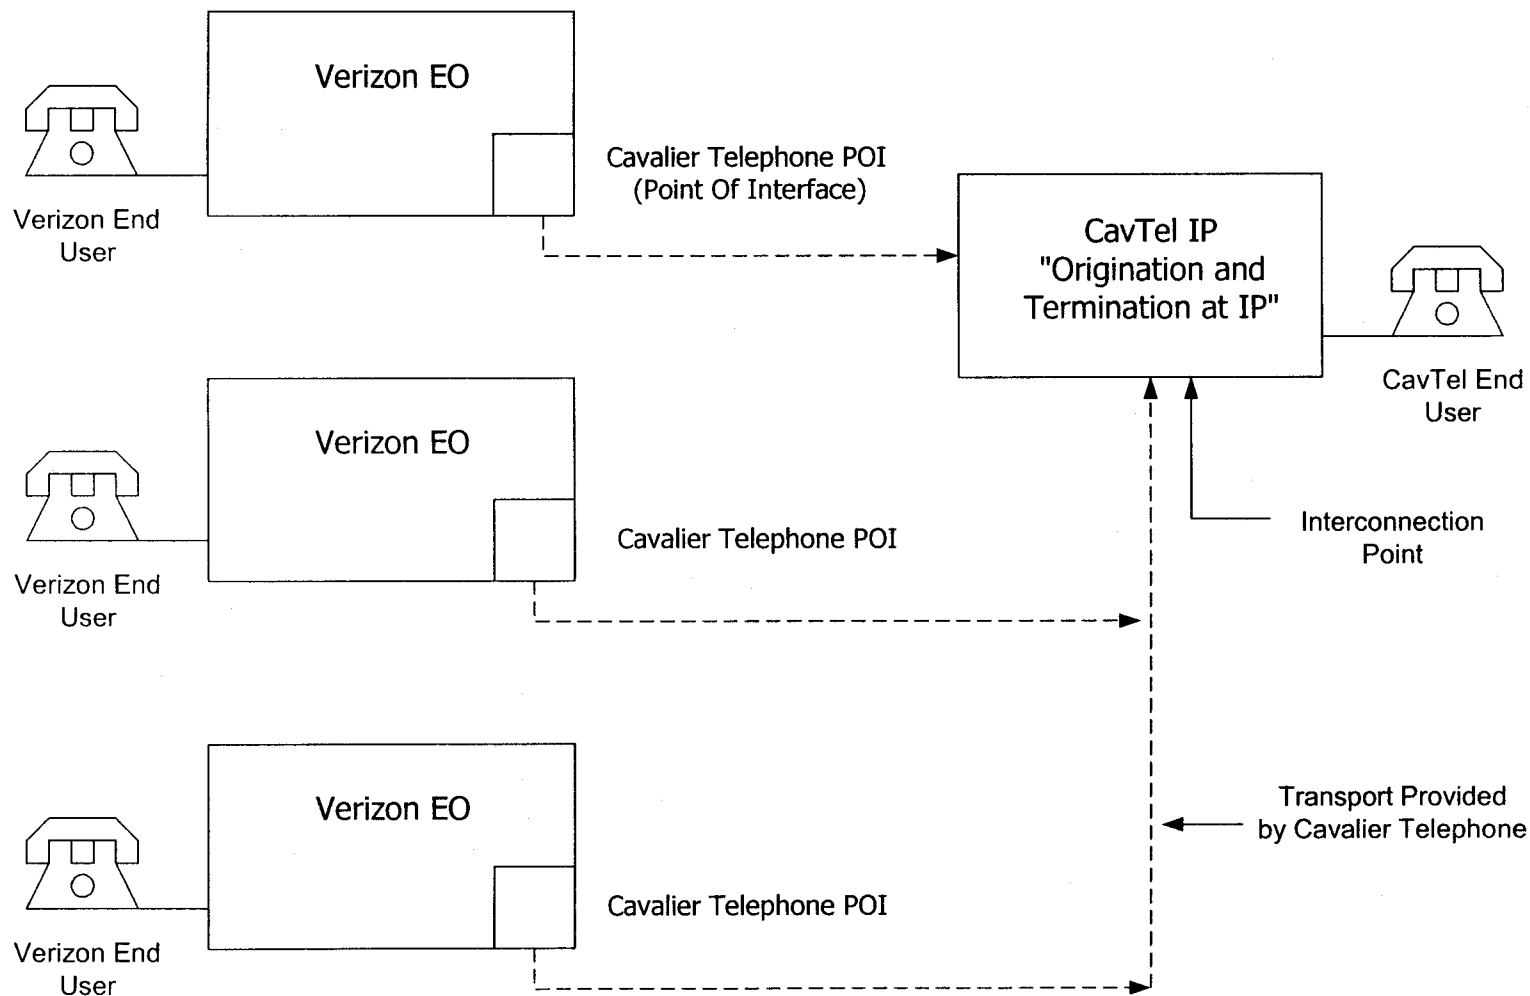 Verizon EO
Verizon End
User
Cavalier Telephone POI
(Point Of Interface)
CavTel IP
"Origination and
Termination at IP"
CavTel End
User
Verizon EO
Verizon End
User
Cavalier Telephone POI
Interconnection
Point
Verizon EO
Verizon End
User
Cavalier Telephone POI
Transport Provided
by Cavalier Telephone